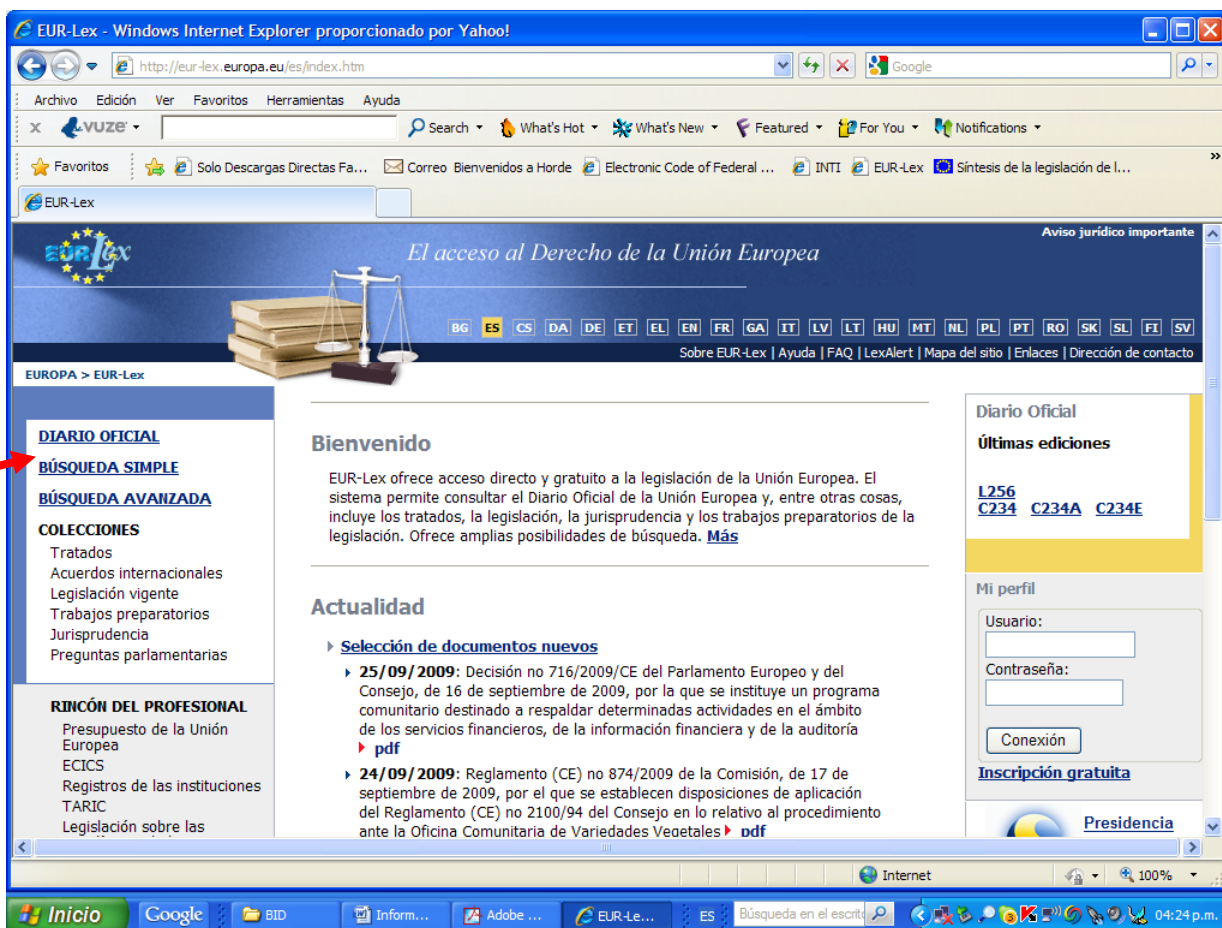 EUR-Lex - Windows Internet Explorer proporcionado por Yahoo!
http://eur-lex.europa.eu/es/index.htm
Google
Archivo Edición Ver Favoritos Herramientas Ayuda
x vuze Search What's Hot What's New Featured For You Notifications
Favoritos Solo Descargas Directas Fa... Correo Bienvenidos a Horde Electronic Code of Federal ... INTI EUR-Lex Síntesis de la legislación de l... »
EUR-Lex
EUR-Lex
El acceso al Derecho de la Unión Europea
Aviso jurídico importante
BG ES CS DA DE ET EL EN FR GA IT LV LT HU MT NL PL PT RO SK SL FI SV
Sobre EUR-Lex | Ayuda | FAQ | LexAlert | Mapa del sitio | Enlaces | Dirección de contacto
EUROPA > EUR-Lex
DIARIO OFICIAL
BÚSQUEDA SIMPLE
BÚSQUEDA AVANZADA
COLECCIONES
Tratados
Acuerdos internacionales
Legislación vigente
Trabajos preparatorios
Jurisprudencia
Preguntas parlamentarias
RINCÓN DEL PROFESIONAL
Presupuesto de la Unión
Europea
ECICS
Registros de las instituciones
TARIC
Legislación sobre las
Bienvenido
EUR-Lex ofrece acceso directo y gratuito a la legislación de la Unión Europea. El
sistema permite consultar el Diario Oficial de la Unión Europea y, entre otras cosas,
incluye los tratados, la legislación, la jurisprudencia y los trabajos preparatorios de la
legislación. Ofrece amplias posibilidades de búsqueda. Más
Actualidad
Selección de documentos nuevos
25/09/2009: Decisión no 716/2009/CE del Parlamento Europeo y del
Consejo, de 16 de septiembre de 2009, por la que se instituye un programa
comunitario destinado a respaldar determinadas actividades en el ámbito
de los servicios financieros, de la información financiera y de la auditoría
pdf
24/09/2009: Reglamento (CE) no 874/2009 de la Comisión, de 17 de
septiembre de 2009, por el que se establecen disposiciones de aplicación
del Reglamento (CE) no 2100/94 del Consejo en lo relativo al procedimiento
ante la Oficina Comunitaria de Variedades Vegetales pdf
Diario Oficial
Últimas ediciones
L256
C234 C234A C234E
Mi perfil
Usuario:
Contraseña:
Conexión
Inscripción gratuita
Presidencia
Internet 100%
Inicio Google BID Inform... Adobe ... EUR-Le... ES Búsqueda en el escrito 04:24 p.m.